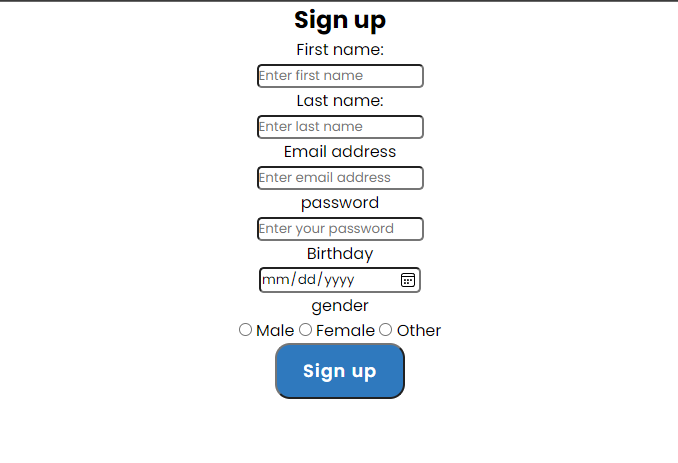 Sign up
First name:
Enter first name
Last name:
Enter last name
Email address
Enter email address
password
Enter your password
Birthday
mm/dd/yyyy
gender
Male Female Other
Sign up